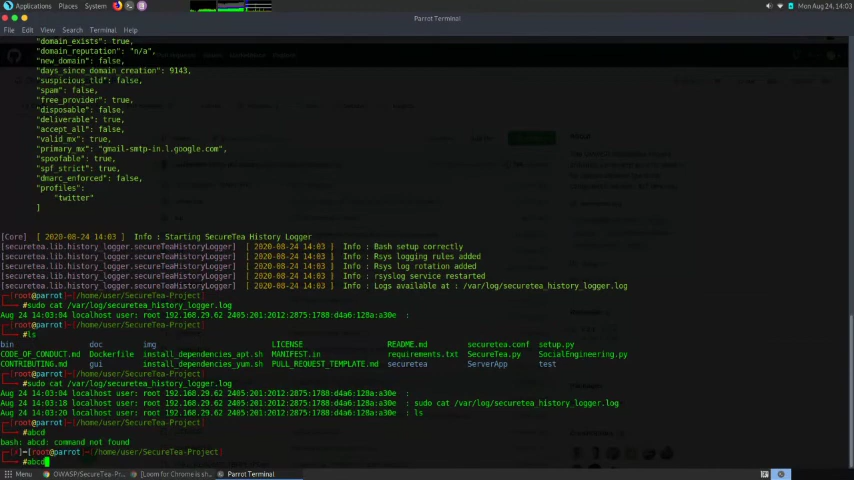 Applications Places System Mon Aug 24, 14:03
Parrot Terminal
File Edit View Search Terminal Help
"domain_exists": true,
"domain_reputation": "n/a",
"new_domain": false,
"days_since_domain_creation": 9143,
"suspicious_tld": false,
"spam": false,
"free_provider": true,
"disposable": false,
"deliverable": true,
"accept_all": false,
"valid_mx": true,
"primary_mx": "gmail-smtp-in.l.google.com",
"spoofable": true,
"spf_strict": true,
"dmarc_enforced": false,
"profiles":
"twitter"
]
[Core] [ 2020-08-24 14:03 ] Info : Starting SecureTea History Logger
[securetea.lib.history_logger.secureTeaHistoryLogger] [ 2020-08-24 14:03 ] Info : Bash setup correctly
[securetea.lib.history_logger.secureTeaHistoryLogger] [ 2020-08-24 14:03 ] Info : Rsys logging rules added
[securetea.lib.history_logger.secureTeaHistoryLogger] [ 2020-08-24 14:03 ] Info : Rsys log rotation added
[securetea.lib.history_logger.secureTeaHistoryLogger] [ 2020-08-24 14:03 ] Info : rsyslog service restarted
[securetea.lib.history_logger.secureTeaHistoryLogger] [ 2020-08-24 14:03 ] Info : Logs available at : /var/log/securetea_history_logger.log
[root@parrot]─[/home/user/SecureTea-Project]
#sudo cat /var/log/securetea_history_logger.log
Aug 24 14:03:04 localhost user: root 192.168.29.62 2405:201:2012:2875:1788:d4a6:128a:a30e :
[root@parrot]─[/home/user/SecureTea-Project]
#ls
bin doc img LICENSE README.md securetea.conf setup.py
CODE_OF_CONDUCT.md Dockerfile install_dependencies_apt.sh MANIFEST.in requirements.txt SecureTea.py SocialEngineering.py
CONTRIBUTING.md gui install_dependencies_yum.sh PULL_REQUEST_TEMPLATE.md securetea ServerApp test
[root@parrot]─[/home/user/SecureTea-Project]
#sudo cat /var/log/securetea_history_logger.log
Aug 24 14:03:04 localhost user: root 192.168.29.62 2405:201:2012:2875:1788:d4a6:128a:a30e :
Aug 24 14:03:18 localhost user: root 192.168.29.62 2405:201:2012:2875:1788:d4a6:128a:a30e : sudo cat /var/log/securetea_history_logger.log
Aug 24 14:03:20 localhost user: root 192.168.29.62 2405:201:2012:2875:1788:d4a6:128a:a30e : ls
[root@parrot]─[/home/user/SecureTea-Project]
#abcd
bash: abcd: command not found
[✗]─[root@parrot]─[/home/user/SecureTea-Project]
#abcd
Menu OWASP/SecureTea-Pr... [Loom for Chrome is sh... Parrot Terminal